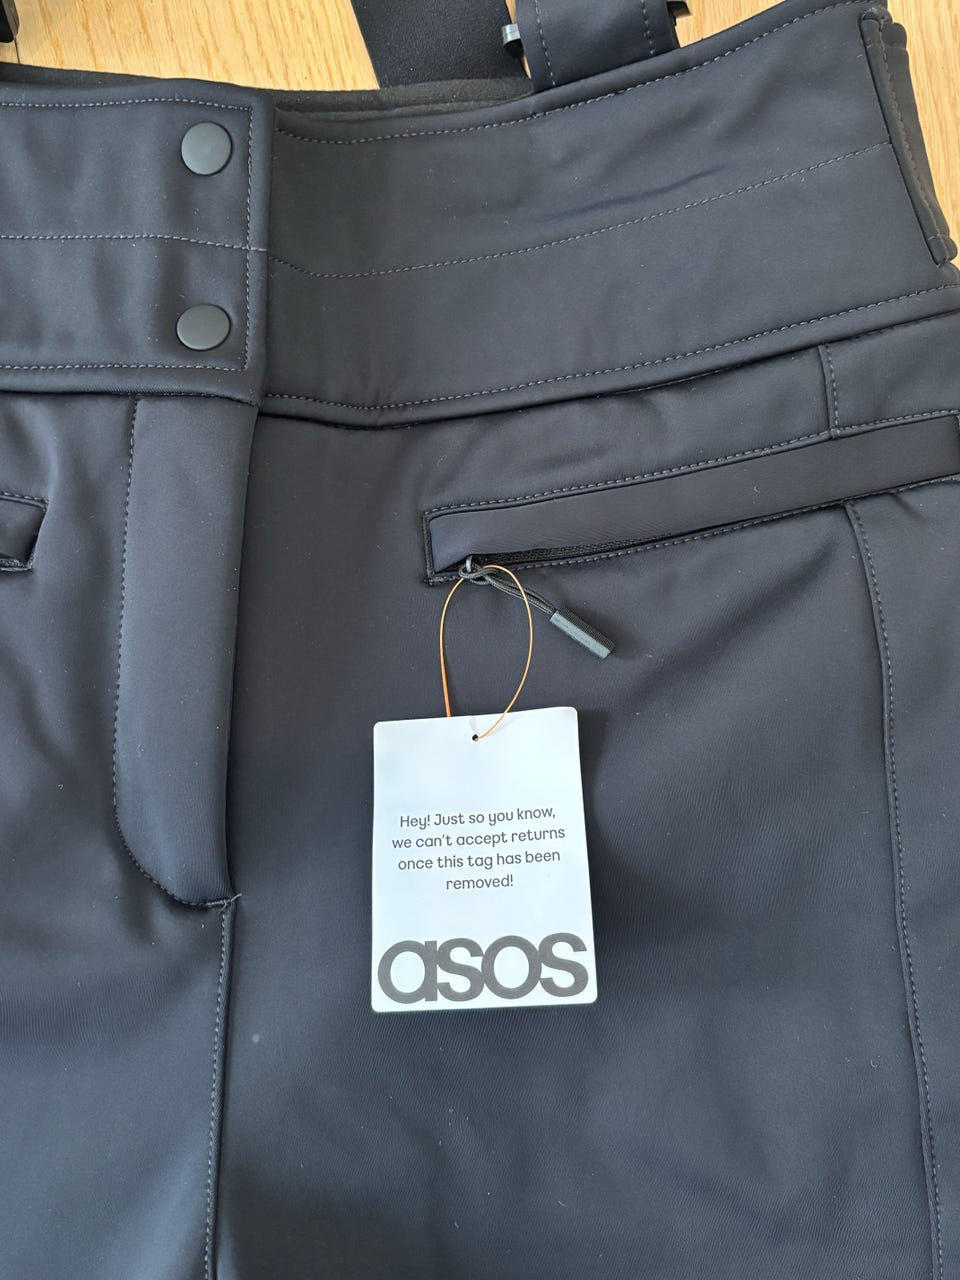 Hey! Just so you know,
we can't accept returns
once this tag has been
removed!
asos